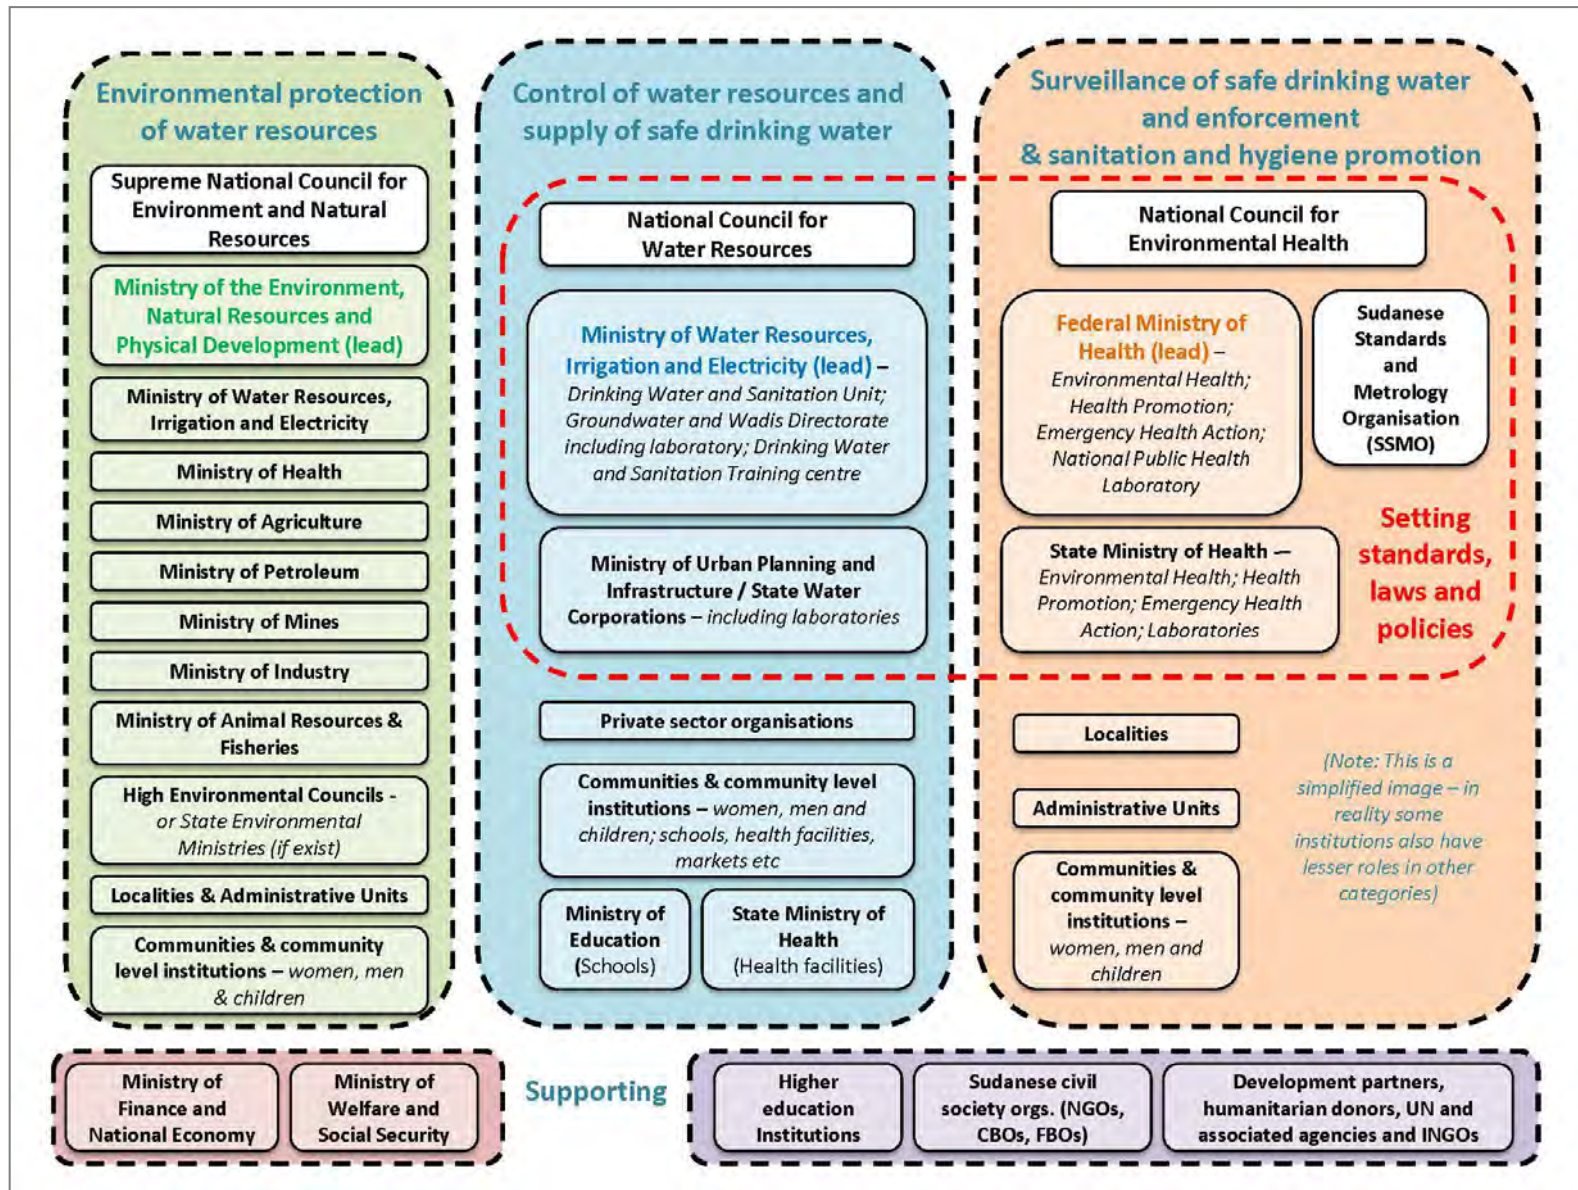 Environmental protection
of water resources
Supreme National Council for
Environment and Natural
Resources
Ministry of the Environment,
Natural Resources and
Physical Development (lead)
Ministry of Water Resources,
Irrigation and Electricity
Ministry of Health
Ministry of Agriculture
Ministry of Petroleum
Ministry of Mines
Ministry of Industry
Ministry of Animal Resources &
Fisheries
High Environmental Councils -
or State Environmental
Ministries (if exist)
Localities & Administrative Units
Communities & community
level institutions – women, men
& children
Control of water resources and
supply of safe drinking water
National Council for
Water Resources
Ministry of Water Resources,
Irrigation and Electricity (lead) –
Drinking Water and Sanitation Unit;
Groundwater and Wadis Directorate
including laboratory; Drinking Water
and Sanitation Training centre
Ministry of Urban Planning and
Infrastructure / State Water
Corporations – including laboratories
Private sector organisations
Communities & community level
institutions – women, men and
children; schools, health facilities,
markets etc
Ministry of
Education
(Schools)
State Ministry of
Health
(Health facilities)
Surveillance of safe drinking water
and enforcement
& sanitation and hygiene promotion
National Council for
Environmental Health
Federal Ministry of
Health (lead) –
Environmental Health;
Health Promotion;
Emergency Health Action;
National Public Health
Laboratory
Sudanese
Standards
and
Metrology
Organisation
(SSMO)
State Ministry of Health —
Environmental Health; Health
Promotion; Emergency Health
Action; Laboratories
Setting
standards,
laws and
policies
Localities
Administrative Units
Communities &
community level
institutions –
women, men and
children
(Note: This is a
simplified image – in
reality some
institutions also have
lesser roles in other
categories)
Ministry of
Finance and
National Economy
Ministry of
Welfare and
Social Security
Supporting
Higher
education
Institutions
Sudanese civil
society orgs. (NGOs,
CBOs, FBOs)
Development partners,
humanitarian donors, UN and
associated agencies and INGOs